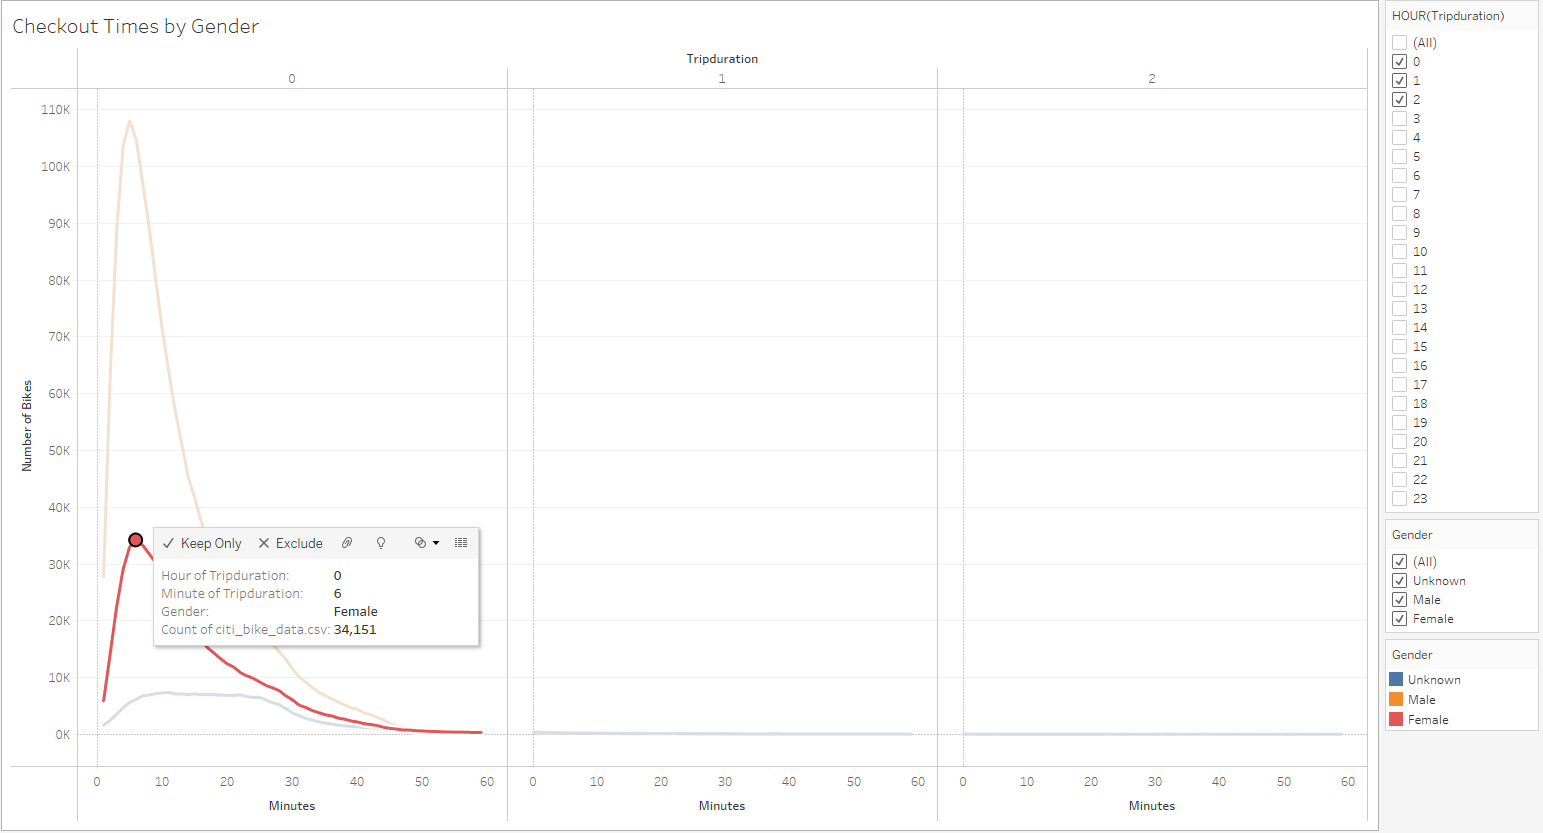 Checkout Times by Gender
Tripduration
0 1 2
110K
100K
90K
80K
70K
60K
50K
40K
30K
20K
10K
0K
Number of Bikes
Keep Only Exclude
Hour of Tripduration: 0
Minute of Tripduration: 6
Gender: Female
Count of citi_bike_data.csv: 34,151
0 10 20 30 40 50 60 0 10 20 30 40 50 60 0 10 20 30 40 50 60
Minutes Minutes Minutes
HOUR(Tripduration)
(All)
0
1
2
3
4
5
6
7
8
9
10
11
12
13
14
15
16
17
18
19
20
21
22
23
Gender
(All)
Unknown
Male
Female
Gender
Unknown
Male
Female